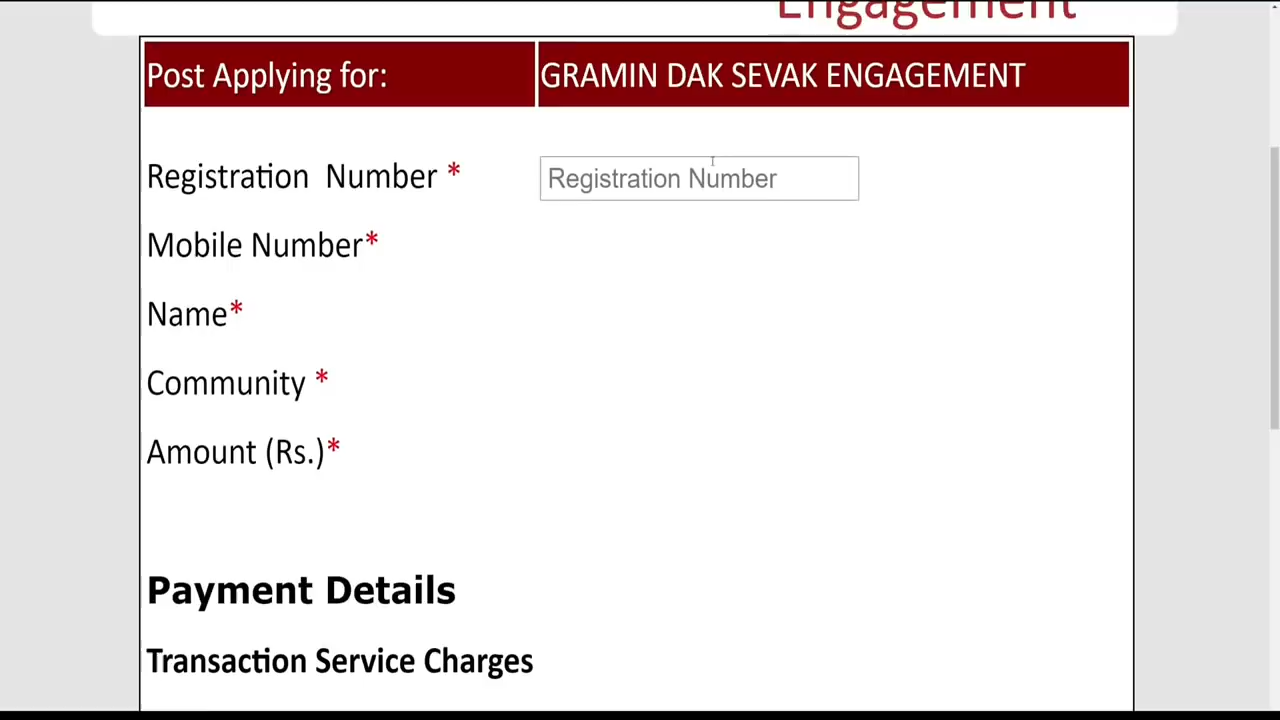 Engagement
Post Applying for: GRAMIN DAK SEVAK ENGAGEMENT
Registration Number * Registration Number
Mobile Number*
Name*
Community *
Amount (Rs.)*
Payment Details
Transaction Service Charges